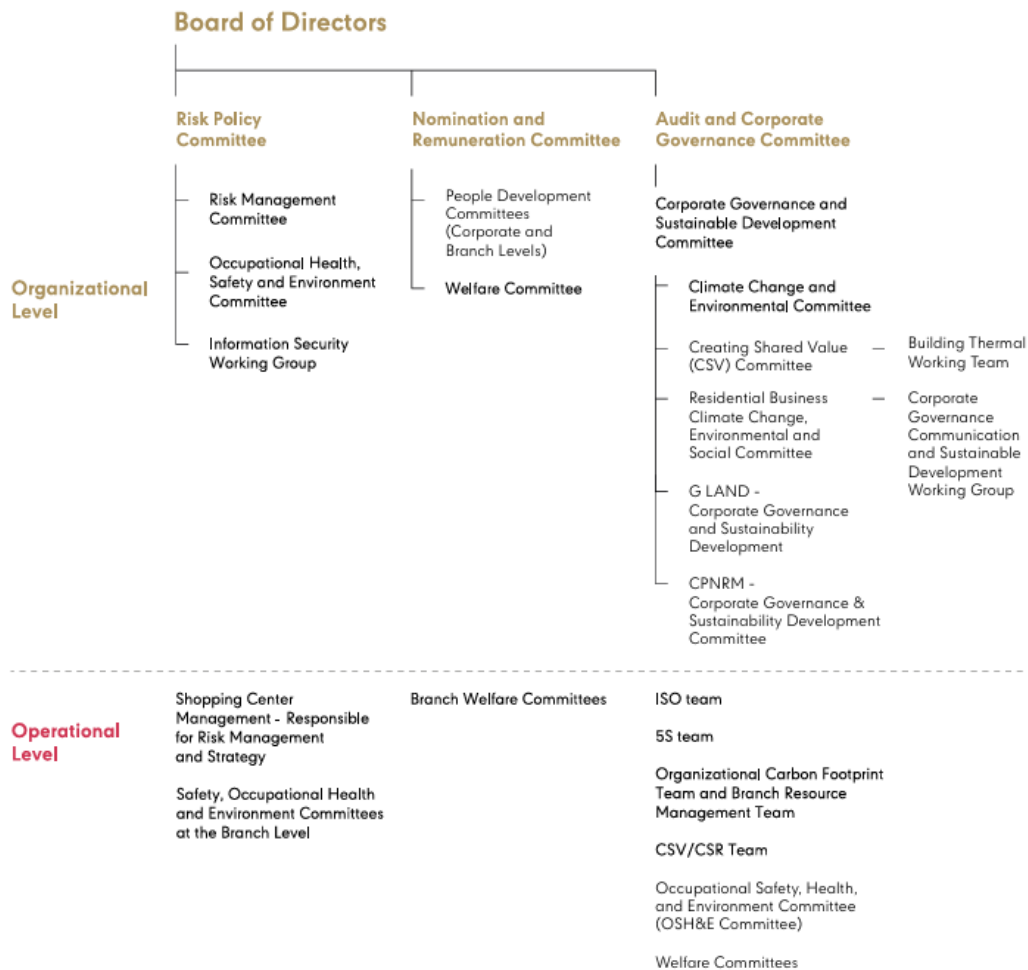 Board of Directors
Risk Policy
Committee
Nomination and
Remuneration Committee
Audit and Corporate
Governance Committee
Organizational
Level
Risk Management
Committee
Occupational Health,
Safety and Environment
Committee
Information Security
Working Group
People Development
Committees
(Corporate and
Branch Levels)
Welfare Committee
Corporate Governance and
Sustainable Development
Committee
Climate Change and
Environmental Committee
Creating Shared Value
(CSV) Committee
Building Thermal
Working Team
Residential Business
Climate Change,
Environmental and
Social Committee
Corporate
Governance
Communication
and Sustainable
Development
Working Group
G LAND -
Corporate Governance
and Sustainability
Development
CPNRM -
Corporate Governance &
Sustainability Development
Committee
Operational
Level
Shopping Center
Management - Responsible
for Risk Management
and Strategy
Safety, Occupational Health
and Environment Committees
at the Branch Level
Branch Welfare Committees
ISO team
5S team
Organizational Carbon Footprint
Team and Branch Resource
Management Team
CSV/CSR Team
Occupational Safety, Health,
and Environment Committee
(OSH&E Committee)
Welfare Committees